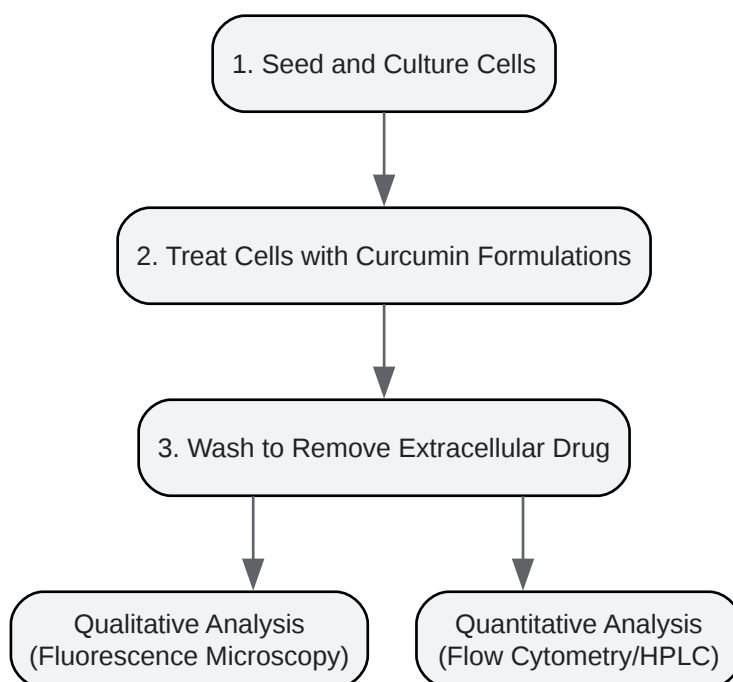 1. Seed and Culture Cells
2. Treat Cells with Curcumin Formulations
3. Wash to Remove Extracellular Drug
Qualitative Analysis
(Fluorescence Microscopy)
Quantitative Analysis
(Flow Cytometry/HPLC)